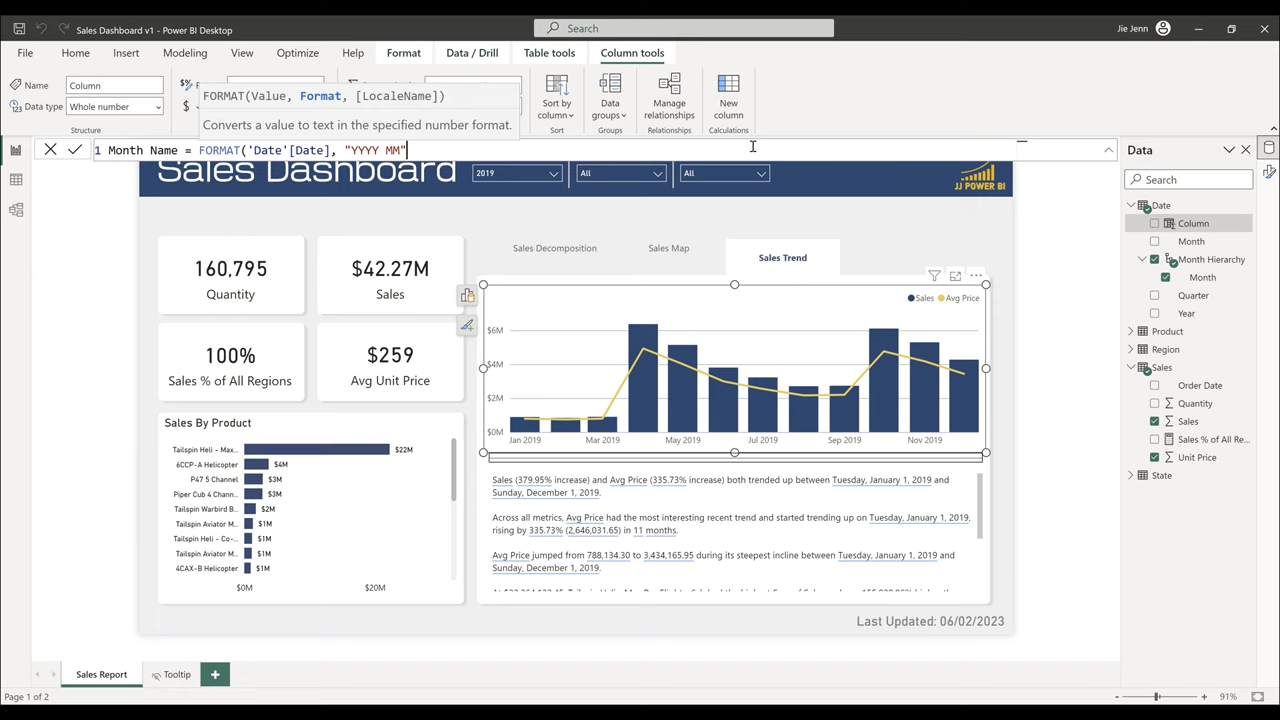 Sales Dashboard v1 - Power BI Desktop
Search
Jie Jenn
File Home Insert Modeling View Optimize Help Format Data / Drill Table tools Column tools
Name Column
Data type Whole number
Structure
$%
$
FORMAT(Value, Format, [LocaleName])
Converts a value to text in the specified number format.
Sort by column
Sort
Data groups
Groups
Manage relationships
Relationships
New column
Calculations
1 Month Name = FORMAT('Date'[Date], "YYYY MM"
Sales Dashboard
2019
All
All
JJ POWER BI
160,795
Quantity
$42.27M
Sales
100%
Sales % of All Regions
$259
Avg Unit Price
Sales Decomposition
Sales Map
Sales Trend
Sales Avg Price
$6M
$4M
$2M
$0M
Jan 2019 Mar 2019 May 2019 Jul 2019 Sep 2019 Nov 2019
Sales By Product
Tailspin Heli - Max... $22M
6CCP-A Helicopter $4M
P47 5 Channel $3M
Piper Cub 4 Chann... $3M
Tailspin Warbird B... $2M
Tailspin Aviator M... $1M
Tailspin Heli - Co-... $1M
Tailspin Aviator M... $1M
4CAX-B Helicopter $1M
$0M $20M
Sales (379.95% increase) and Avg Price (335.73% increase) both trended up between Tuesday, January 1, 2019 and
Sunday, December 1, 2019.
Across all metrics, Avg Price had the most interesting recent trend and started trending up on Tuesday, January 1, 2019,
rising by 335.73% (2,646,031.65) in 11 months.
Avg Price jumped from 788,134.30 to 3,434,165.95 during its steepest incline between Tuesday, January 1, 2019 and
Sunday, December 1, 2019.
Last Updated: 06/02/2023
Data
Search
Date
Column
Month
Month Hierarchy
Month
Quarter
Year
Product
Region
Sales
Order Date
Quantity
Sales
Sales % of All Re...
Unit Price
State
Sales Report
Tooltip
Page 1 of 2
91%